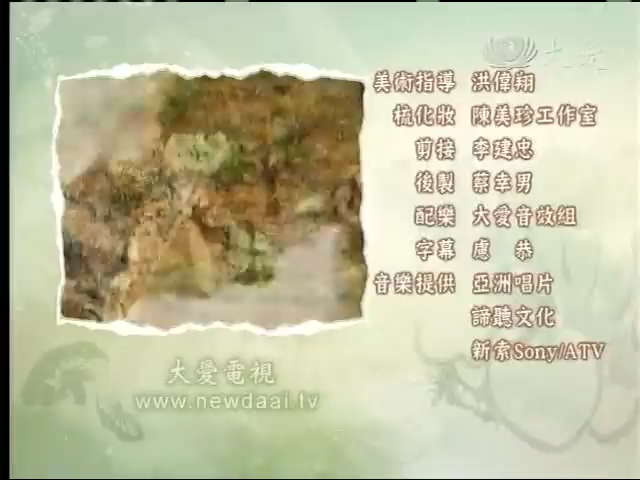 大愛
美術指導 洪偉翔
梳化妝 陳美珍工作室
剪接 李建忠
後製 蔡幸男
配樂 大愛音效組
字幕 慮 恭
音樂提供 亞洲唱片
諦聽文化
新索Sony/ATV
大愛電視
www.newdaai.tv